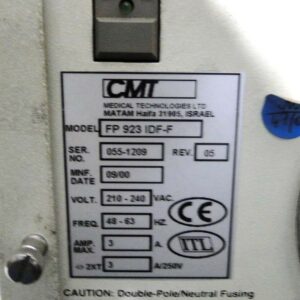 CMT
MEDICAL TECHNOLOGIES LTD
MATAM Haifa 31905, ISRAEL
MODEL FP 923 IDF-F
SER. NO. 055-1209 REV. 05
MNF. DATE 09/00
VOLT. 210 - 240 VAC.
FREQ. 48 - 63 HZ.
AMP. MAX. 3 A.
2XT 3 A/250V
CE
CAUTION: Double-Pole/Neutral Fusing